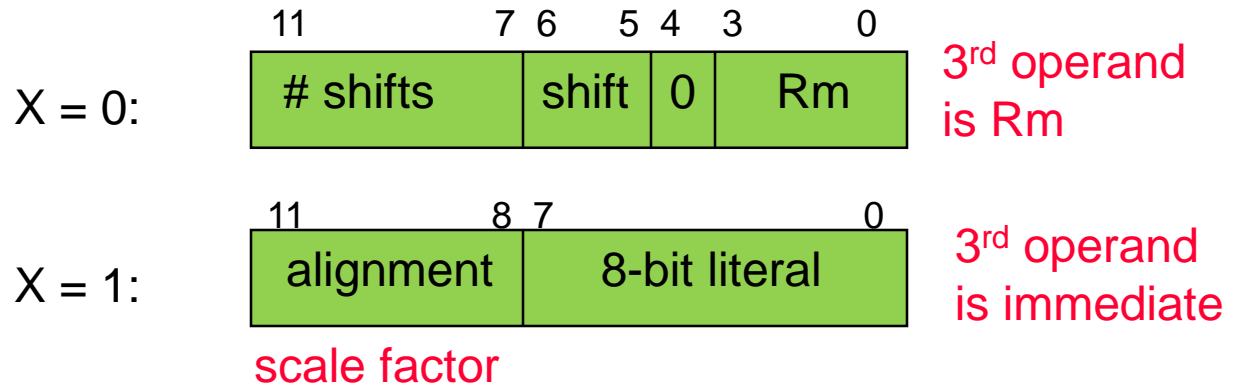 11 7 6 5 4 3 0
X = 0: # shifts shift 0 Rm 3rd operand is Rm
11 8 7 0
X = 1: alignment 8-bit literal 3rd operand is immediate
scale factor